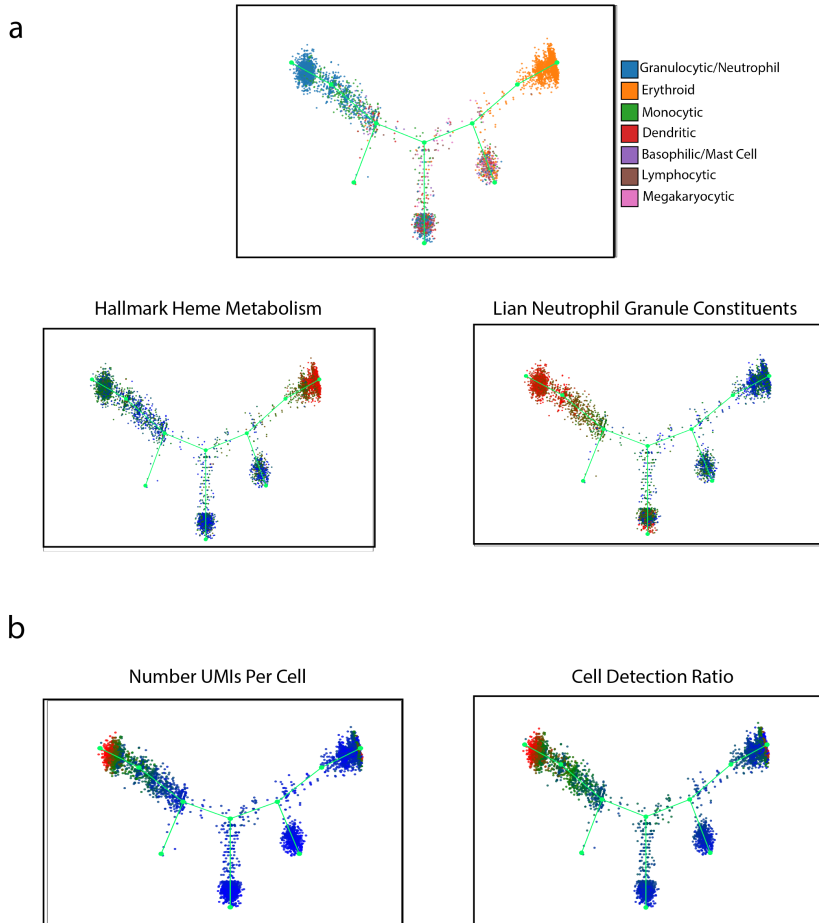 a
Granulocytic/Neutrophil
Erythroid
Monocytic
Dendritic
Basophilic/Mast Cell
Lymphocytic
Megakaryocytic
Hallmark Heme Metabolism
Lian Neutrophil Granule Constituents
b
Number UMIs Per Cell
Cell Detection Ratio